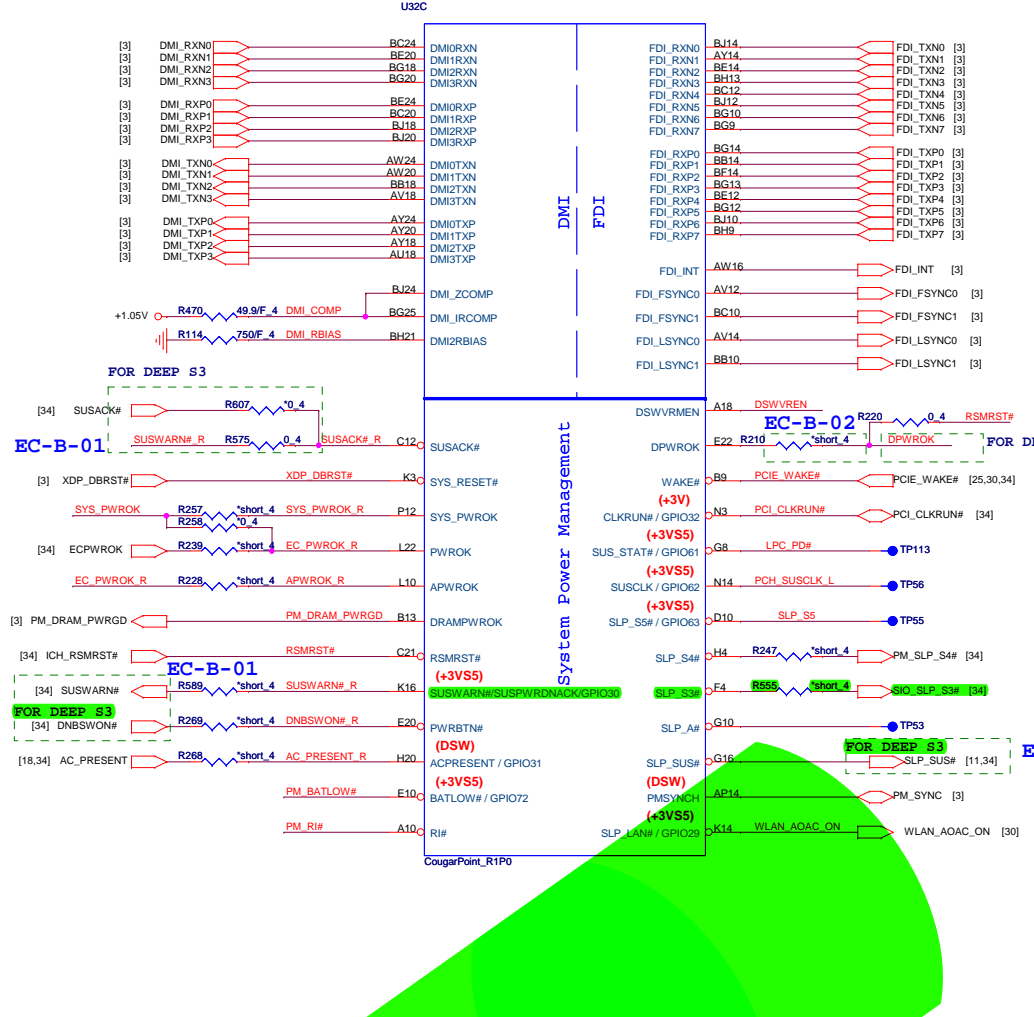 U32C
[3] DMI_RXN0 BC24 DMI0RXN FDI_RXN0 BJ14 FDI_TXN0 [3]
[3] DMI_RXN1 BE20 DMI1RXN FDI_RXN1 AY14 FDI_TXN1 [3]
[3] DMI_RXN2 BG18 DMI2RXN FDI_RXN2 BE14 FDI_TXN2 [3]
[3] DMI_RXN3 BG20 DMI3RXN FDI_RXN3 BH13 FDI_TXN3 [3]
FDI_RXN4 BC12 FDI_TXN4 [3]
[3] DMI_RXP0 BE24 DMI0RXP FDI_RXN5 BJ12 FDI_TXN5 [3]
[3] DMI_RXP1 BC20 DMI1RXP FDI_RXN6 BG10 FDI_TXN6 [3]
[3] DMI_RXP2 BJ18 DMI2RXP FDI_RXN7 BG9 FDI_TXN7 [3]
[3] DMI_RXP3 BJ20 DMI3RXP
FDI_RXP0 BG14 FDI_TXP0 [3]
[3] DMI_TXN0 AW24 DMI0TXN FDI_RXP1 BB14 FDI_TXP1 [3]
[3] DMI_TXN1 AW20 DMI1TXN FDI_RXP2 BF14 FDI_TXP2 [3]
[3] DMI_TXN2 BB18 DMI2TXN FDI_RXP3 BG13 FDI_TXP3 [3]
[3] DMI_TXN3 AV18 DMI3TXN FDI_RXP4 BE12 FDI_TXP4 [3]
DMI FDI
FDI_RXP5 BG12 FDI_TXP5 [3]
[3] DMI_TXP0 AY24 DMI0TXP FDI_RXP6 BJ10 FDI_TXP6 [3]
[3] DMI_TXP1 AY20 DMI1TXP FDI_RXP7 BH9 FDI_TXP7 [3]
[3] DMI_TXP2 AY18 DMI2TXP
[3] DMI_TXP3 AU18 DMI3TXP
FDI_INT AW16 FDI_INT [3]
BJ24 DMI_ZCOMP FDI_FSYNC0 AV12 FDI_FSYNC0 [3]
+1.05V R470 49.9/F_4 DMI_COMP BG25 DMI_IRCOMP FDI_FSYNC1 BC10 FDI_FSYNC1 [3]
R114 750/F_4 DMI_RBIAS BH21 DMI2RBIAS FDI_LSYNC0 AV14 FDI_LSYNC0 [3]
FDI_LSYNC1 BB10 FDI_LSYNC1 [3]
FOR DEEP S3
[34] SUSACK# R607 *0_4 DSWVRMEN A18 DSWVREN
EC-B-02 R220 0_4 RSMRST#
EC-B-01 SUSWARN#_R R575 0_4 SUSACK#_R C12 SUSACK# DPWROK E22 R210 *short_4 DPWROK FOR D
System Power Management
[3] XDP_DBRST# XDP_DBRST# K3 SYS_RESET# WAKE# B9 PCIE_WAKE# PCIE_WAKE# [25,30,34]
(+3V)
SYS_PWROK R257 *short_4 SYS_PWROK_R P12 SYS_PWROK CLKRUN# / GPIO32 N3 PCI_CLKRUN# PCI_CLKRUN# [34]
R258 *0_4 (+3VS5)
[34] ECPWROK R239 *short_4 EC_PWROK_R L22 PWROK SUS_STAT# / GPIO61 G8 LPC_PD# TP113
(+3VS5)
EC_PWROK_R R228 *short_4 APWROK_R L10 APWROK SUSCLK / GPIO62 N14 PCH_SUSCLK_L TP56
(+3VS5)
[3] PM_DRAM_PWRGD PM_DRAM_PWRGD B13 DRAMPWROK SLP_S5# / GPIO63 D10 SLP_S5 TP55
[34] ICH_RSMRST# RSMRST# C21 RSMRST# SLP_S4# H4 R247 *short_4 PM_SLP_S4# [34]
EC-B-01 (+3VS5)
[34] SUSWARN# R589 *short_4 SUSWARN#_R K16 SUSWARN#/SUSPWRDNACK/GPIO30 SLP_S3# F4 R555 *short_4 SIO_SLP_S3# [34]
FOR DEEP S3
[34] DNBSWON# R269 *short_4 DNBSWON#_R E20 PWRBTN# SLP_A# G10 TP53
(DSW) FOR DEEP S3
[18,34] AC_PRESENT R268 *short_4 AC_PRESENT_R H20 ACPRESENT / GPIO31 SLP_SUS# G16 SLP_SUS# [11,34]
(+3VS5) (DSW)
PM_BATLOW# E10 BATLOW# / GPIO72 PMSYNCH AP14 PM_SYNC [3]
(+3VS5)
PM_RI# A10 RI# SLP_LAN# / GPIO29 K14 WLAN_AOAC_ON WLAN_AOAC_ON [30]
CougarPoint_R1P0